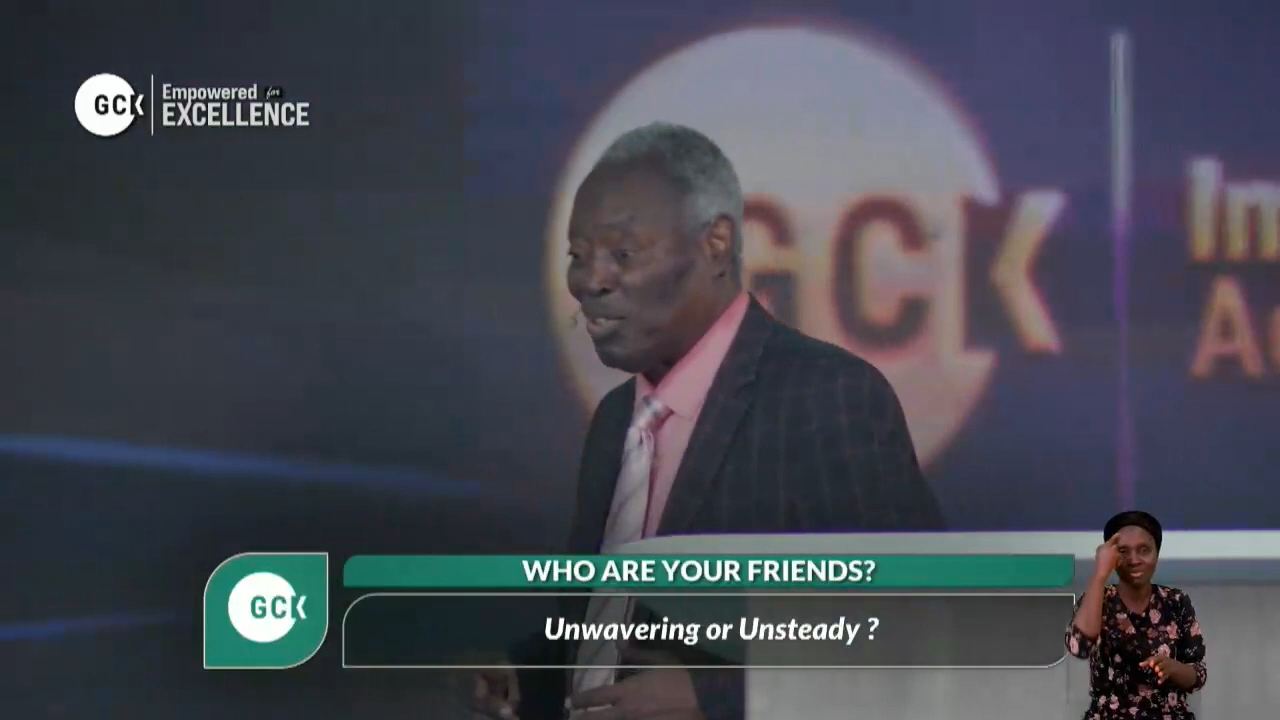 GCK
Empowered for
EXCELLENCE
GCK
WHO ARE YOUR FRIENDS?
GCK
Unwavering or Unsteady ?